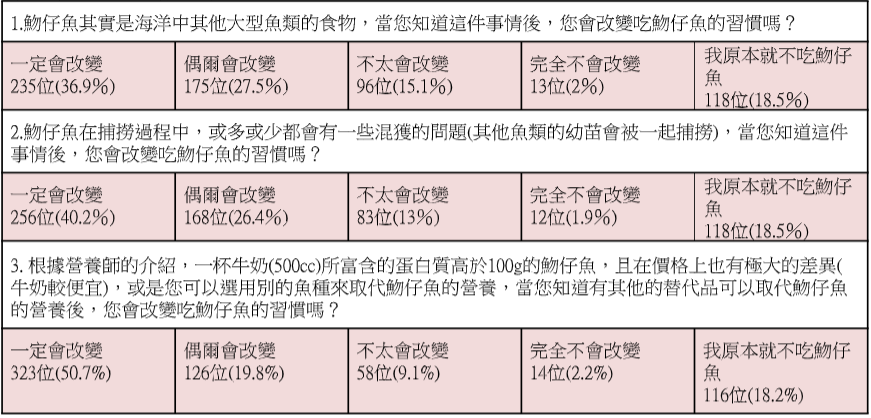 1.魩仔魚其實是海洋中其他大型魚類的食物，當您知道這件事情後，您會改變吃魩仔魚的習慣嗎？
一定會改變
235位(36.9%)
偶爾會改變
175位(27.5%)
不太會改變
96位(15.1%)
完全不會改變
13位(2%)
我原本就不吃魩仔
魚
118位(18.5%)
2.魩仔魚在捕撈過程中，或多或少都會有一些混獲的問題(其他魚類的幼苗會被一起捕撈)，當您知道這件
事情後，您會改變吃魩仔魚的習慣嗎？
一定會改變
256位(40.2%)
偶爾會改變
168位(26.4%)
不太會改變
83位(13%)
完全不會改變
12位(1.9%)
我原本就不吃魩仔
魚
118位(18.5%)
3. 根據營養師的介紹，一杯牛奶(500cc)所富含的蛋白質高於100g的魩仔魚，且在價格上也有極大的差異(
牛奶較便宜)，或是您可以選用別的魚種來取代魩仔魚的營養，當您知道有其他的替代品可以取代魩仔魚
的營養後，您會改變吃魩仔魚的習慣嗎？
一定會改變
323位(50.7%)
偶爾會改變
126位(19.8%)
不太會改變
58位(9.1%)
完全不會改變
14位(2.2%)
我原本就不吃魩仔
魚
116位(18.2%)